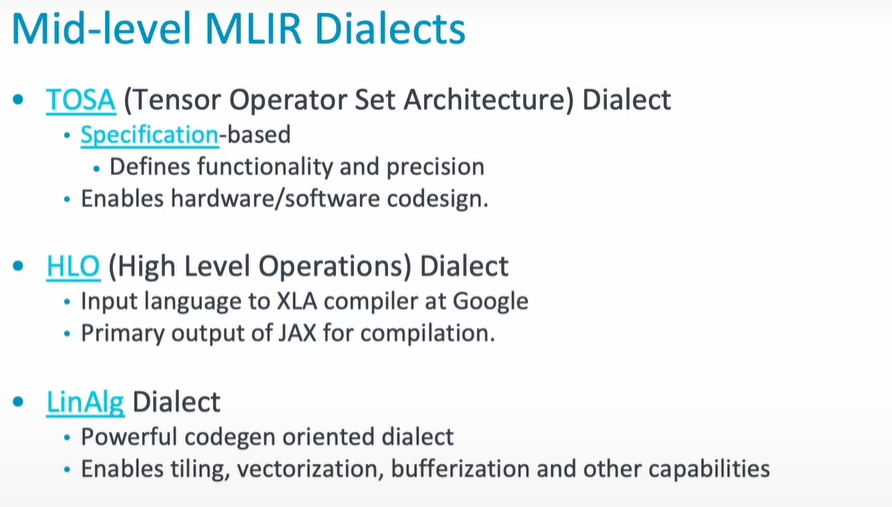 Mid-level MLIR Dialects
• TOSA (Tensor Operator Set Architecture) Dialect
• Specification-based
• Defines functionality and precision
• Enables hardware/software codesign.
• HLO (High Level Operations) Dialect
• Input language to XLA compiler at Google
• Primary output of JAX for compilation.
• LinAlg Dialect
• Powerful codegen oriented dialect
• Enables tiling, vectorization, bufferization and other capabilities